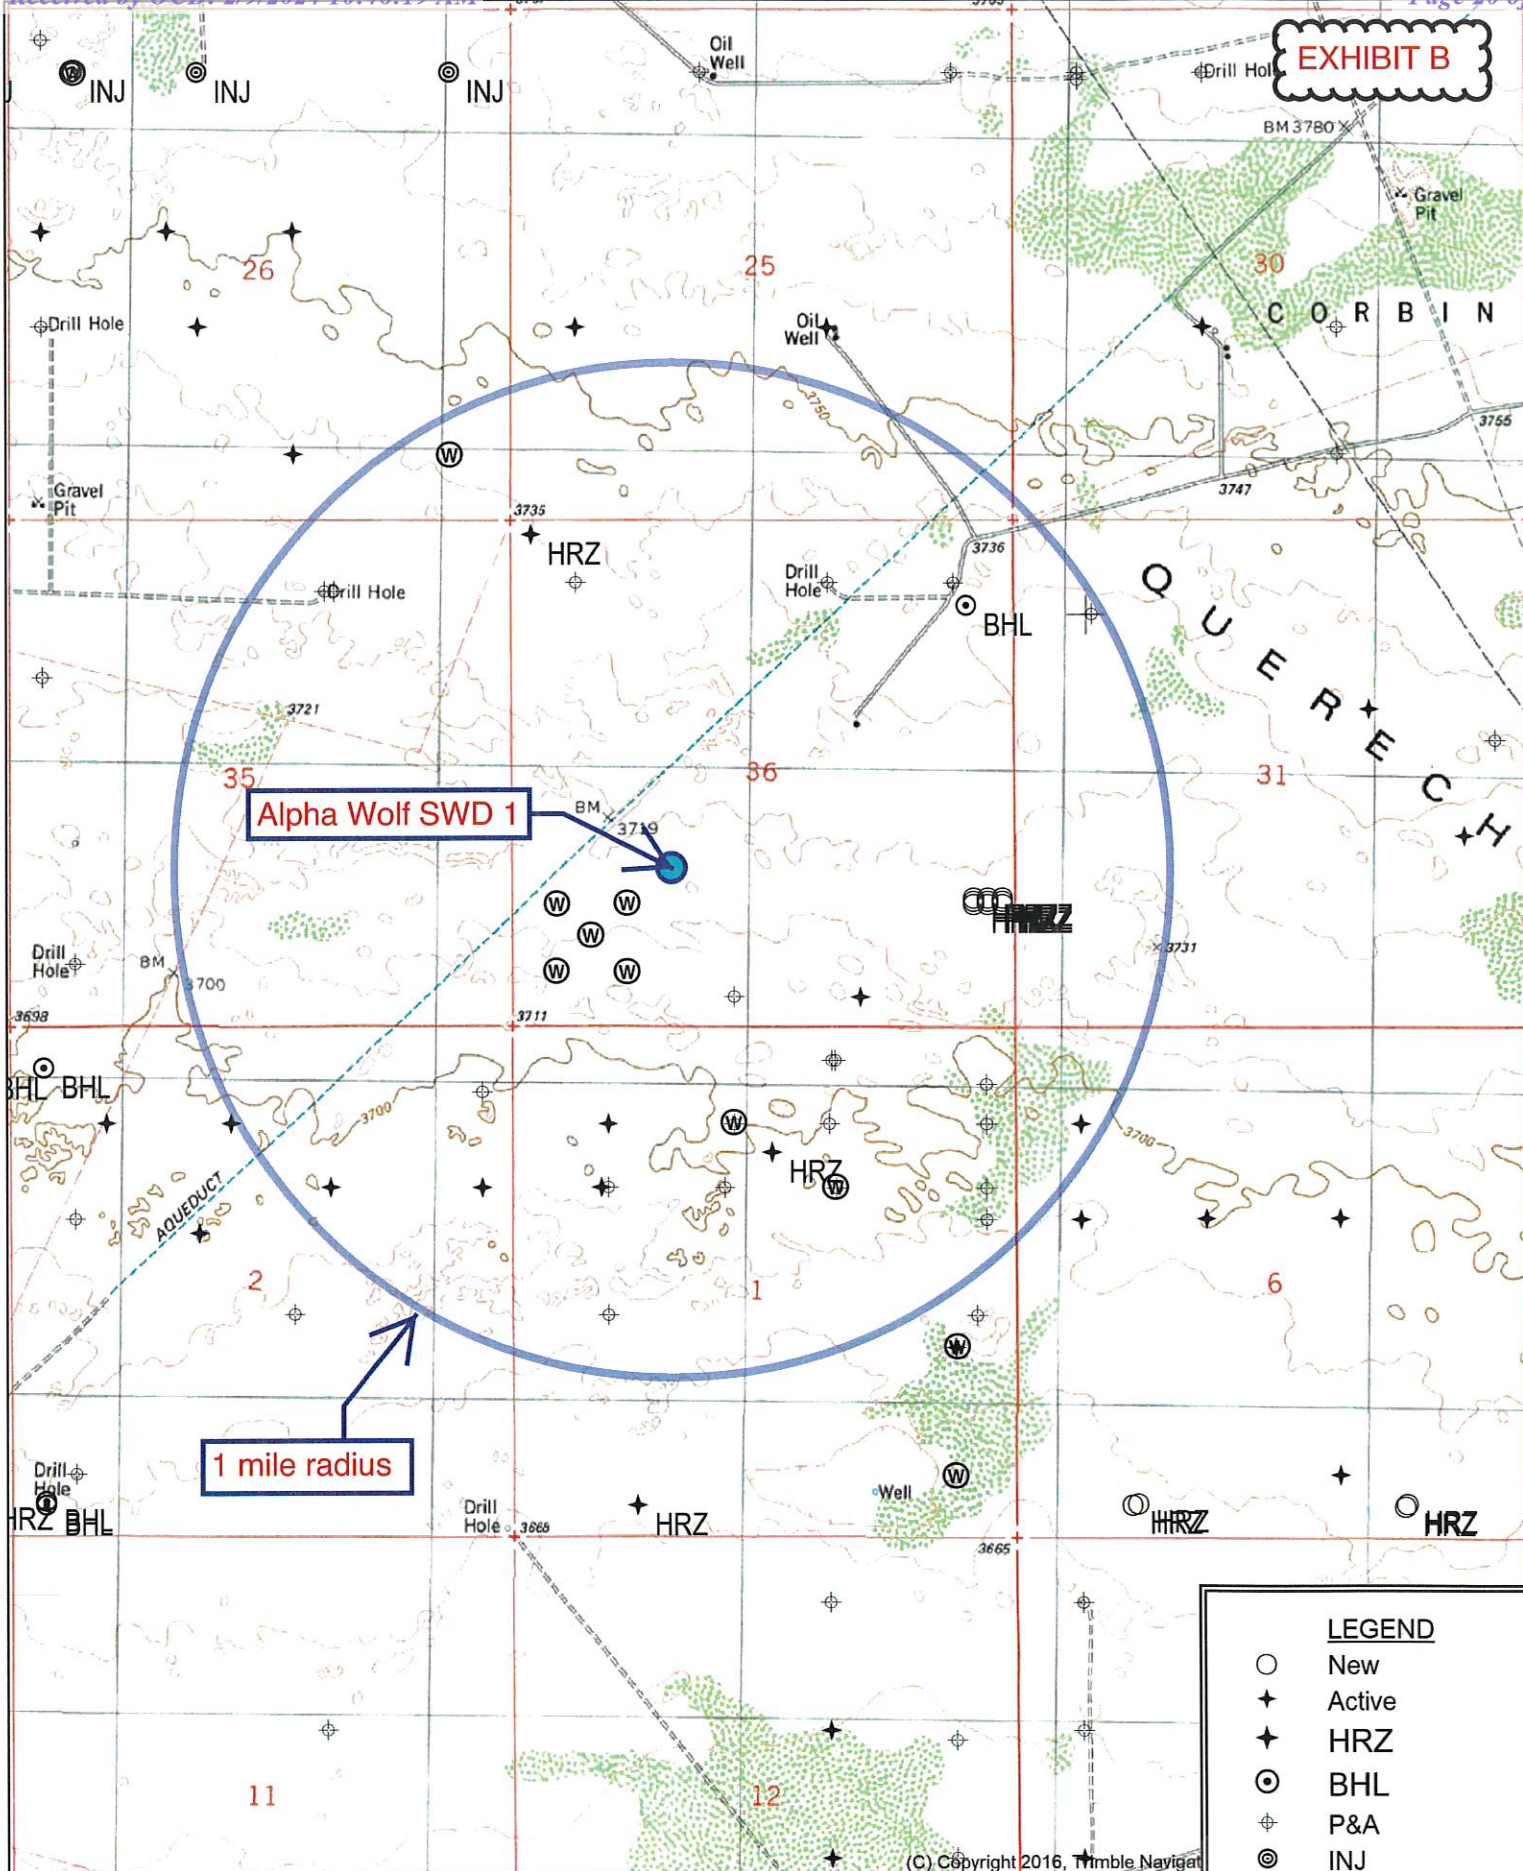 EXHIBIT B
Oil
Well
INJ
INJ
INJ
BM 3780
Gravel
Pit
26
25
30
CORBIN
Drill Hole
Oil
Well
3750
3755
3747
Gravel
Pit
3735
HRZ
3736
Drill Hole
Drill
Hole
BHL
QUERECH
3721
35
36
31
Alpha Wolf SWD 1
BM
3719
W
W
W
W
W
W
3731
Drill
Hole
BM
3700
3698
3711
BHL
3700
W
3700
HRZ
W
AQUEDUCT
2
1
6
W
1 mile radius
Drill
Hole
BHL
Drill
Hole
3668
HRZ
W
Well
HRZ
HRZ
3665
11
12
LEGEND
New
Active
HRZ
BHL
P&A
INJ
(C) Copyright 2016, Trimble Navigat